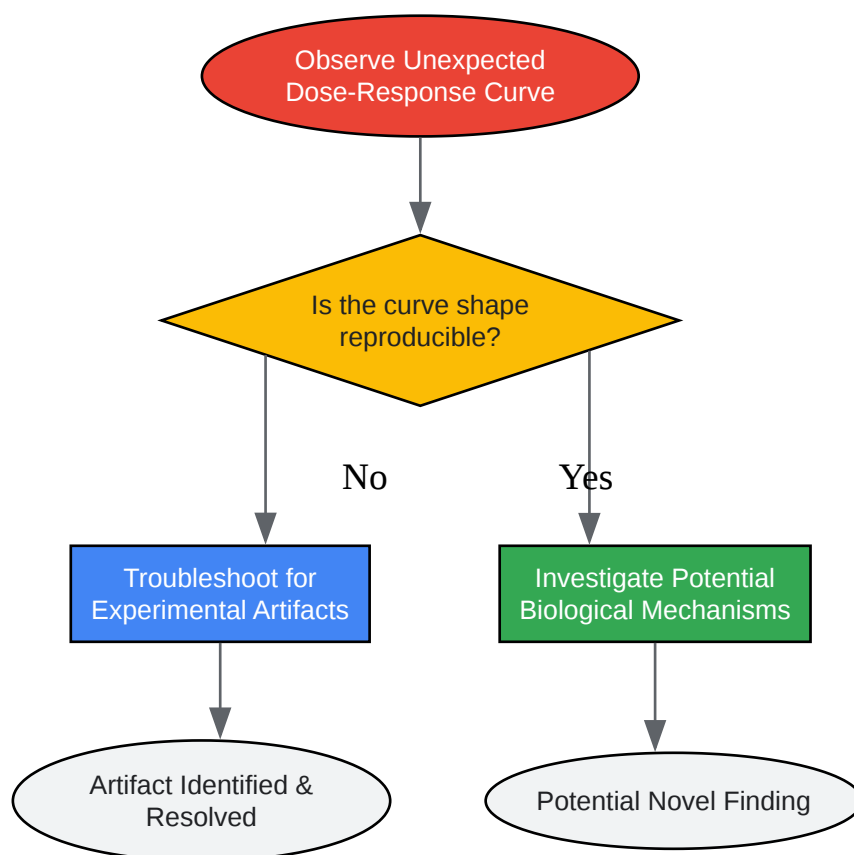 Observe Unexpected
Dose-Response Curve
Is the curve shape
reproducible?
No
Yes
Troubleshoot for
Experimental Artifacts
Investigate Potential
Biological Mechanisms
Artifact Identified &
Resolved
Potential Novel Finding